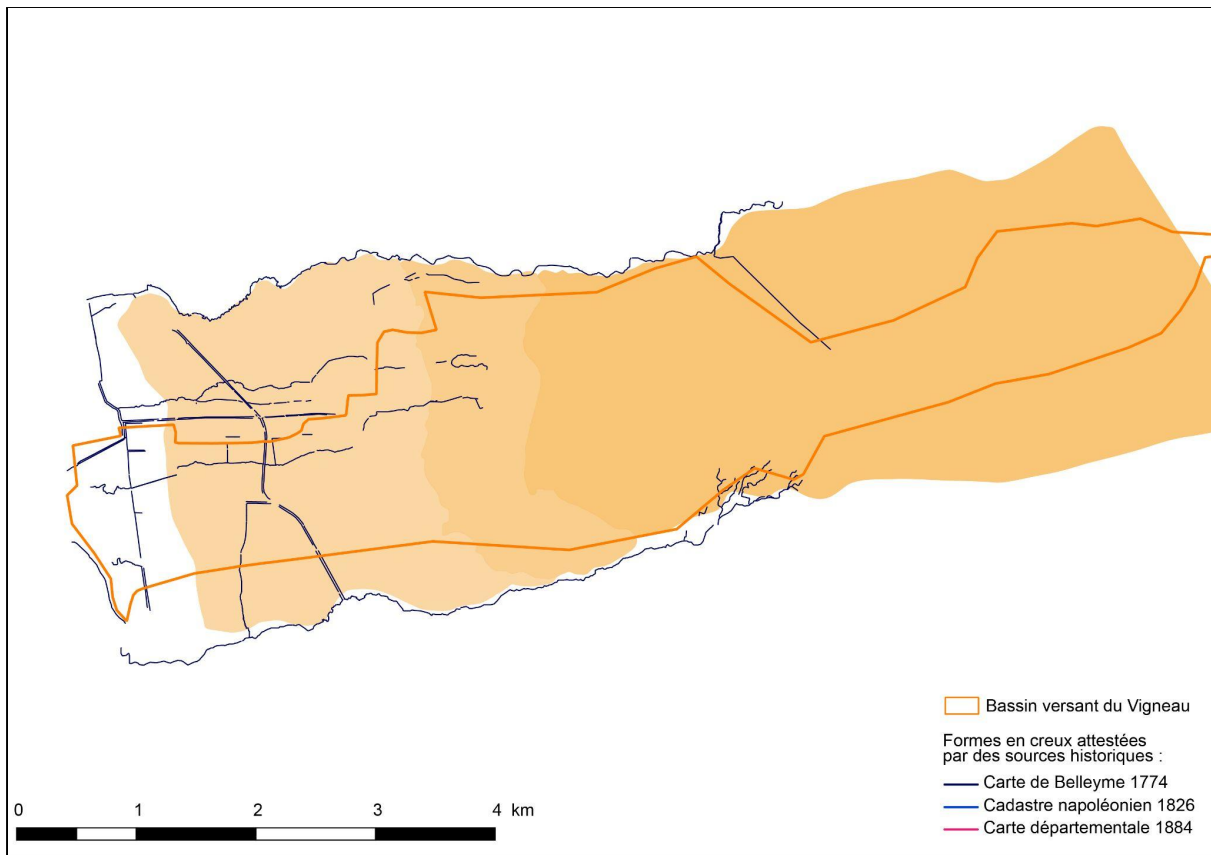 Bassin versant du Vigneau
Formes en creux attestées
par des sources historiques :
Carte de Belleyme 1774
Cadastre napoléonien 1826
Carte départementale 1884
0 1 2 3 4 km